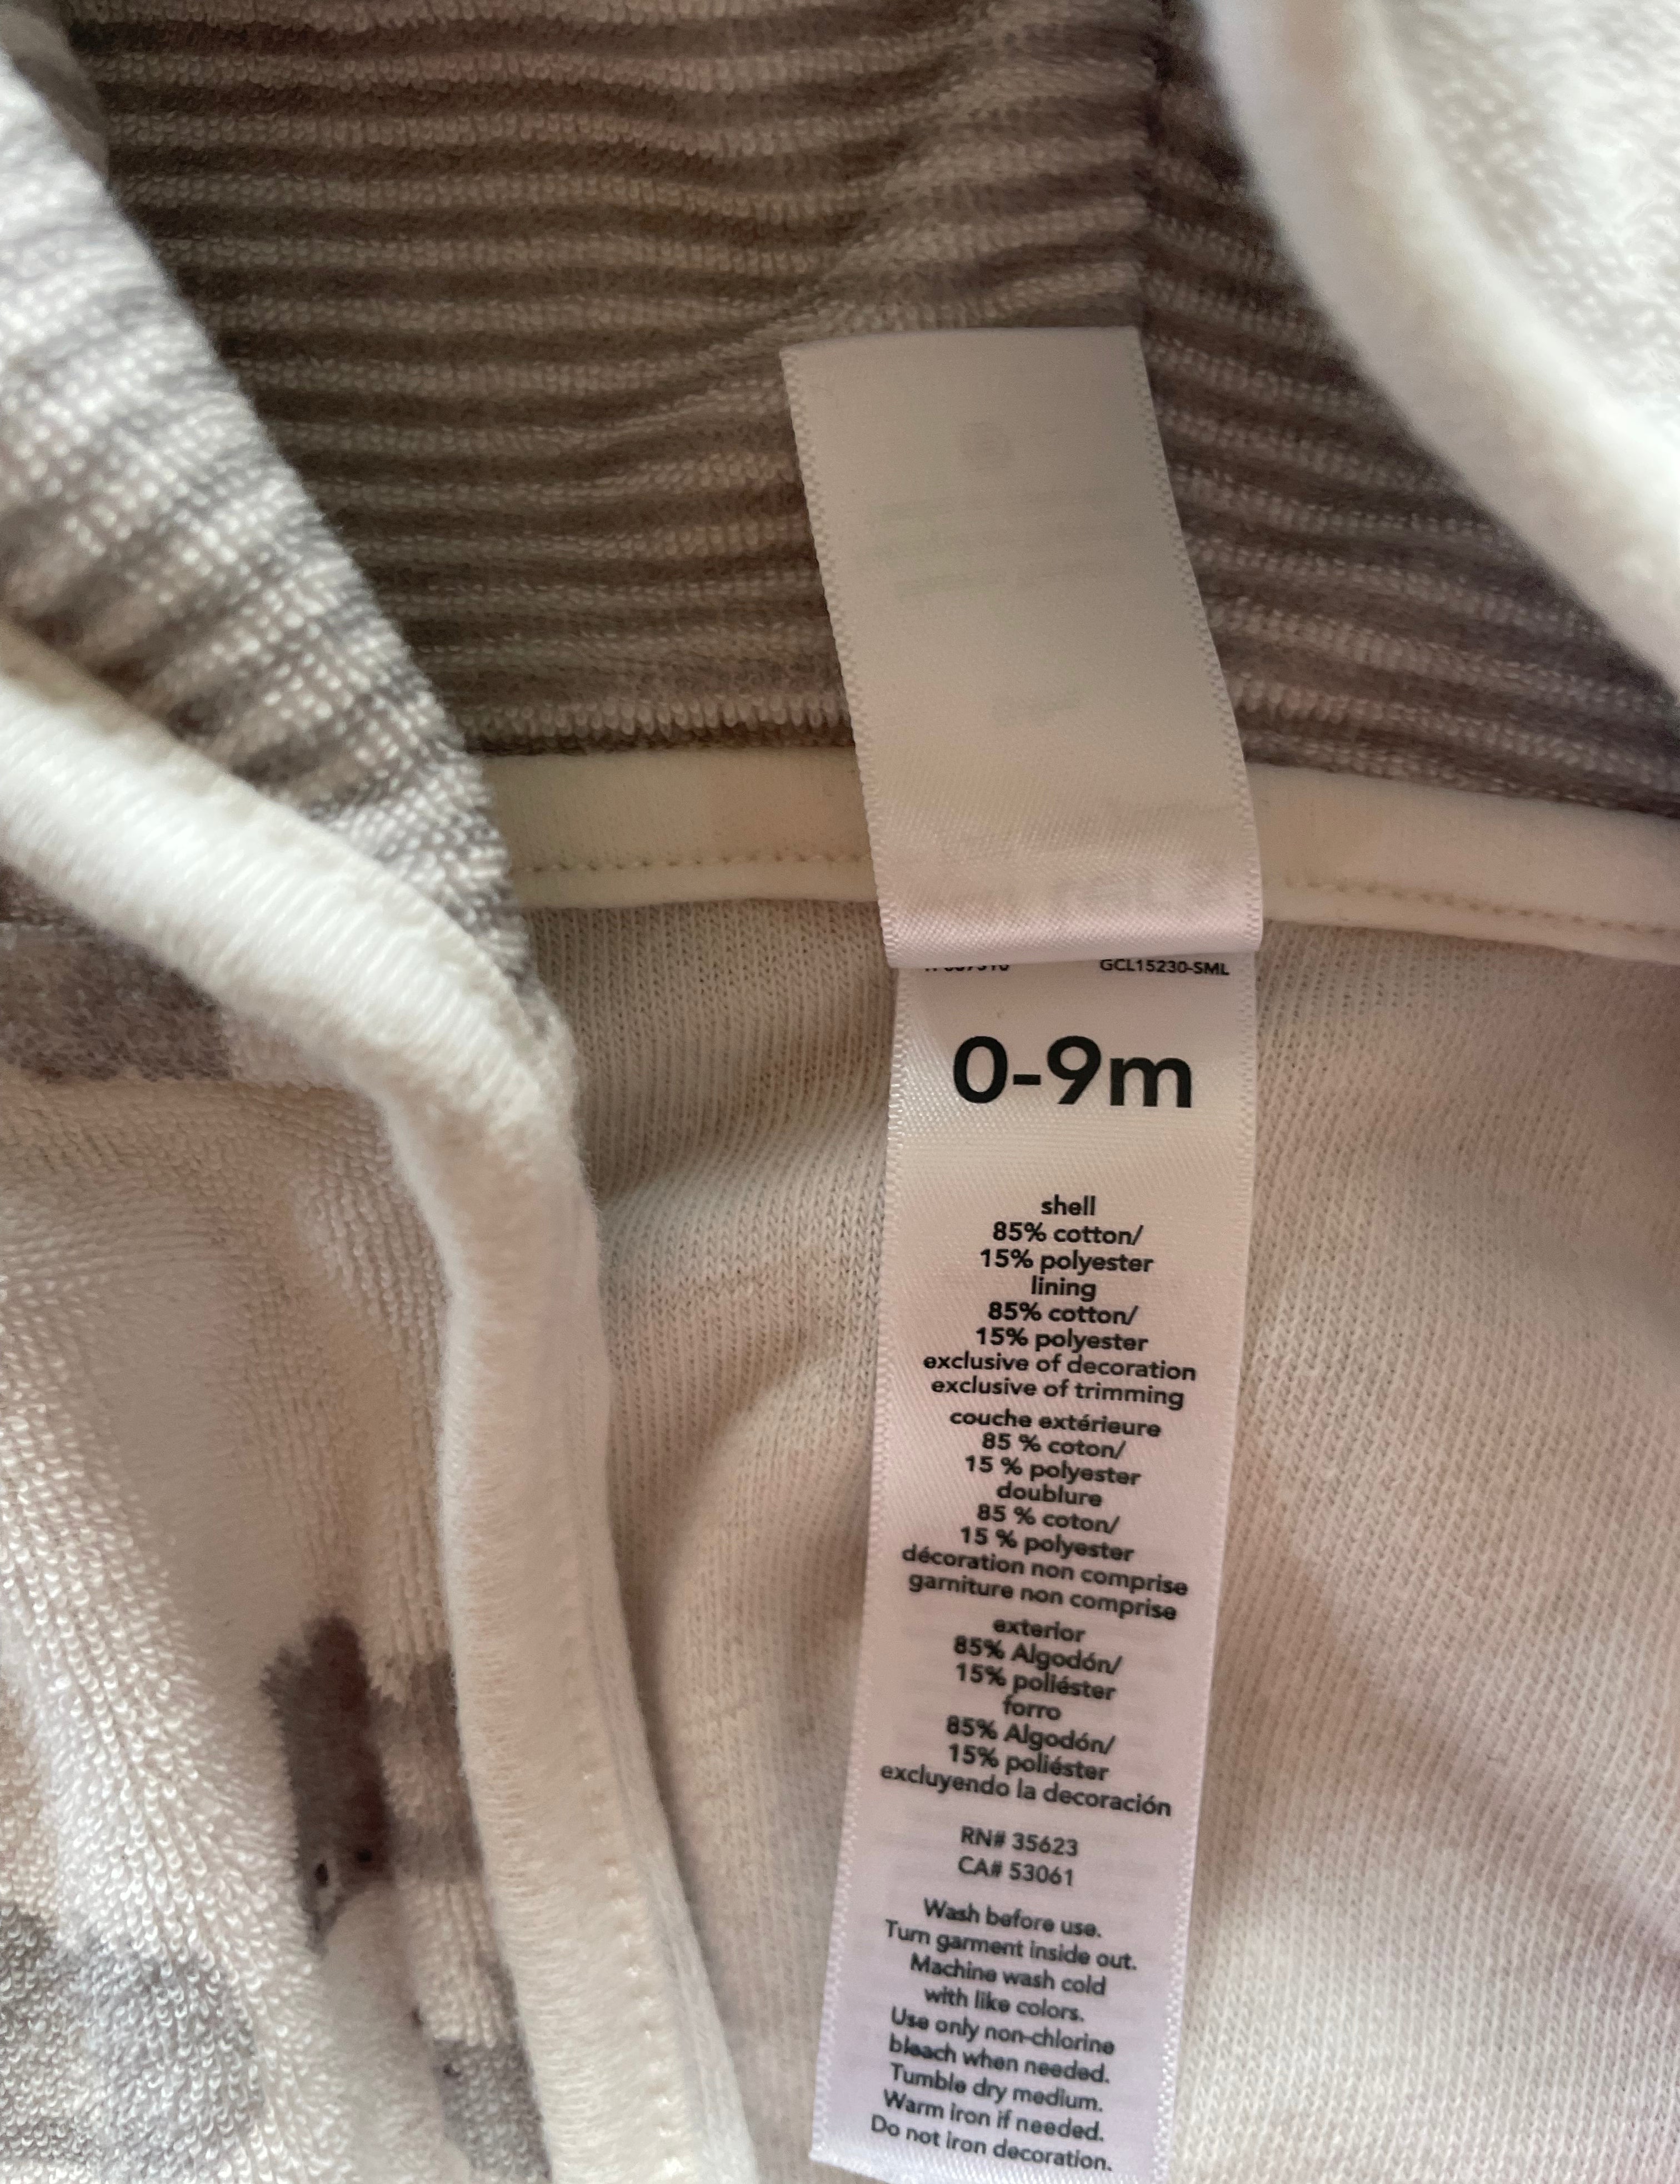 GCL15230-SML
0-9m
shell
85% cotton/
15% polyester
lining
85% cotton/
15% polyester
exclusive of decoration
exclusive of trimming
couche extérieure
85 % coton/
15 % polyester
doublure
85 % coton/
15 % polyester
décoration non comprise
garniture non comprise
exterior
85% Algodón/
15% poliéster
forro
85% Algodón/
15% poliéster
excluyendo la decoración
RN# 35623
CA# 53061
Wash before use.
Turn garment inside out.
Machine wash cold
with like colors.
Use only non-chlorine
bleach when needed.
Tumble dry medium.
Warm iron if needed.
Do not iron decoration.